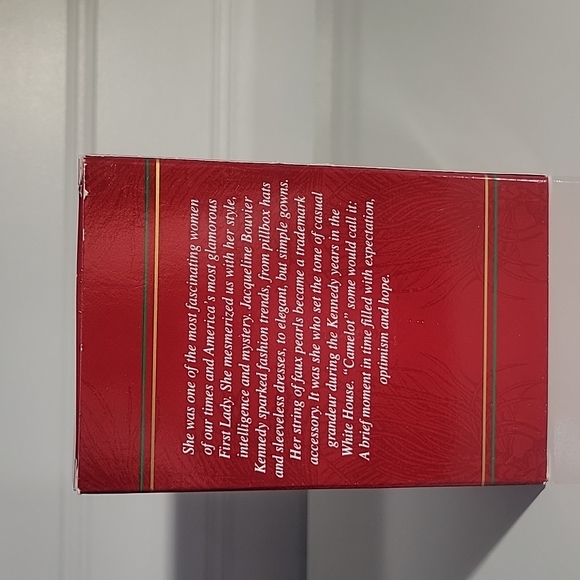 She was one of the most fascinating women
of our times and America's most glamorous
First Lady. She mesmerized us with her style,
intelligence and mystery. Jacqueline Bouvier
Kennedy sparked fashion trends, from pillbox hats
and sleeveless dresses, to elegant, but simple gowns.
Her string of faux pearls became a trademark
accessory. It was she who set the tone of casual
grandeur during the Kennedy years in the
White House. "Camelot" some would call it:
A brief moment in time filled with expectation,
optimism and hope.